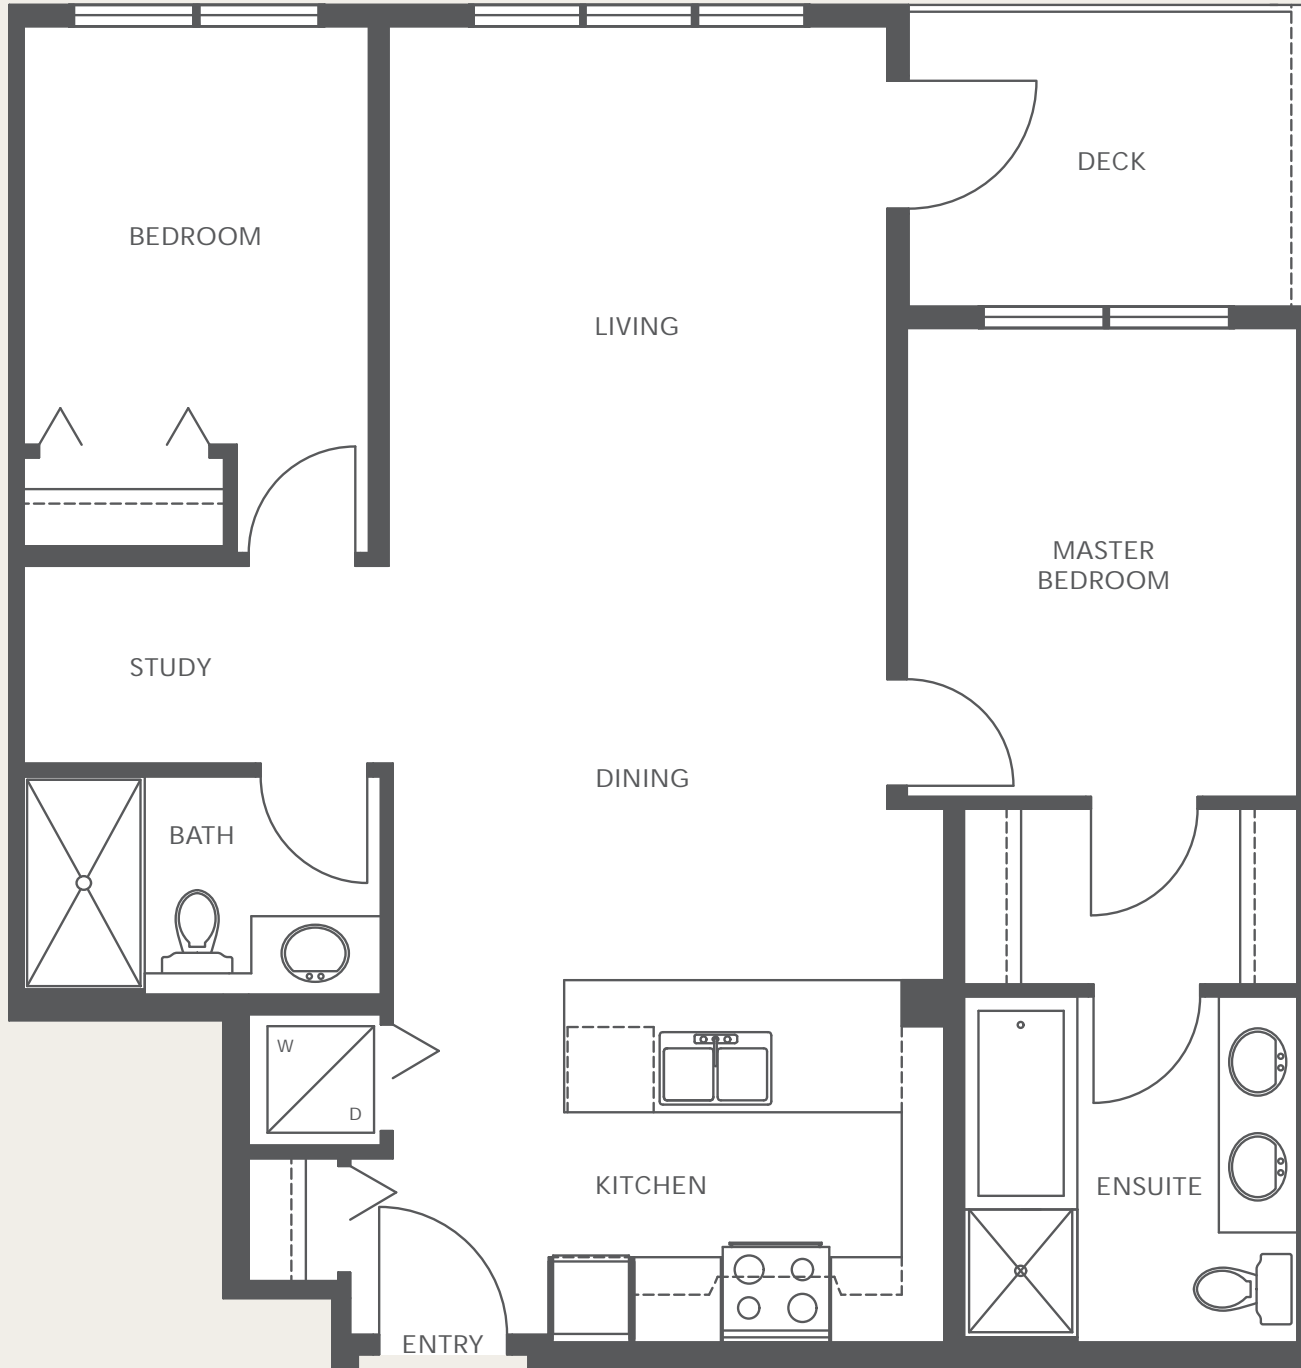 DECK
BEDROOM
LIVING
MASTER
BEDROOM
STUDY
DINING
BATH
W
D
KITCHEN
ENSUITE
ENTRY